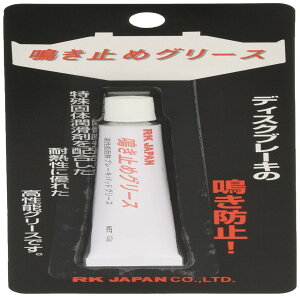 鳴き止めグリース
ディスクブレーキの
鳴き防止!
特殊固体潤滑剤を配合した
耐熱性に優れた
高性能グリースです。
RK JAPAN
鳴き止めグリース
RK JAPAN CO.,LTD.